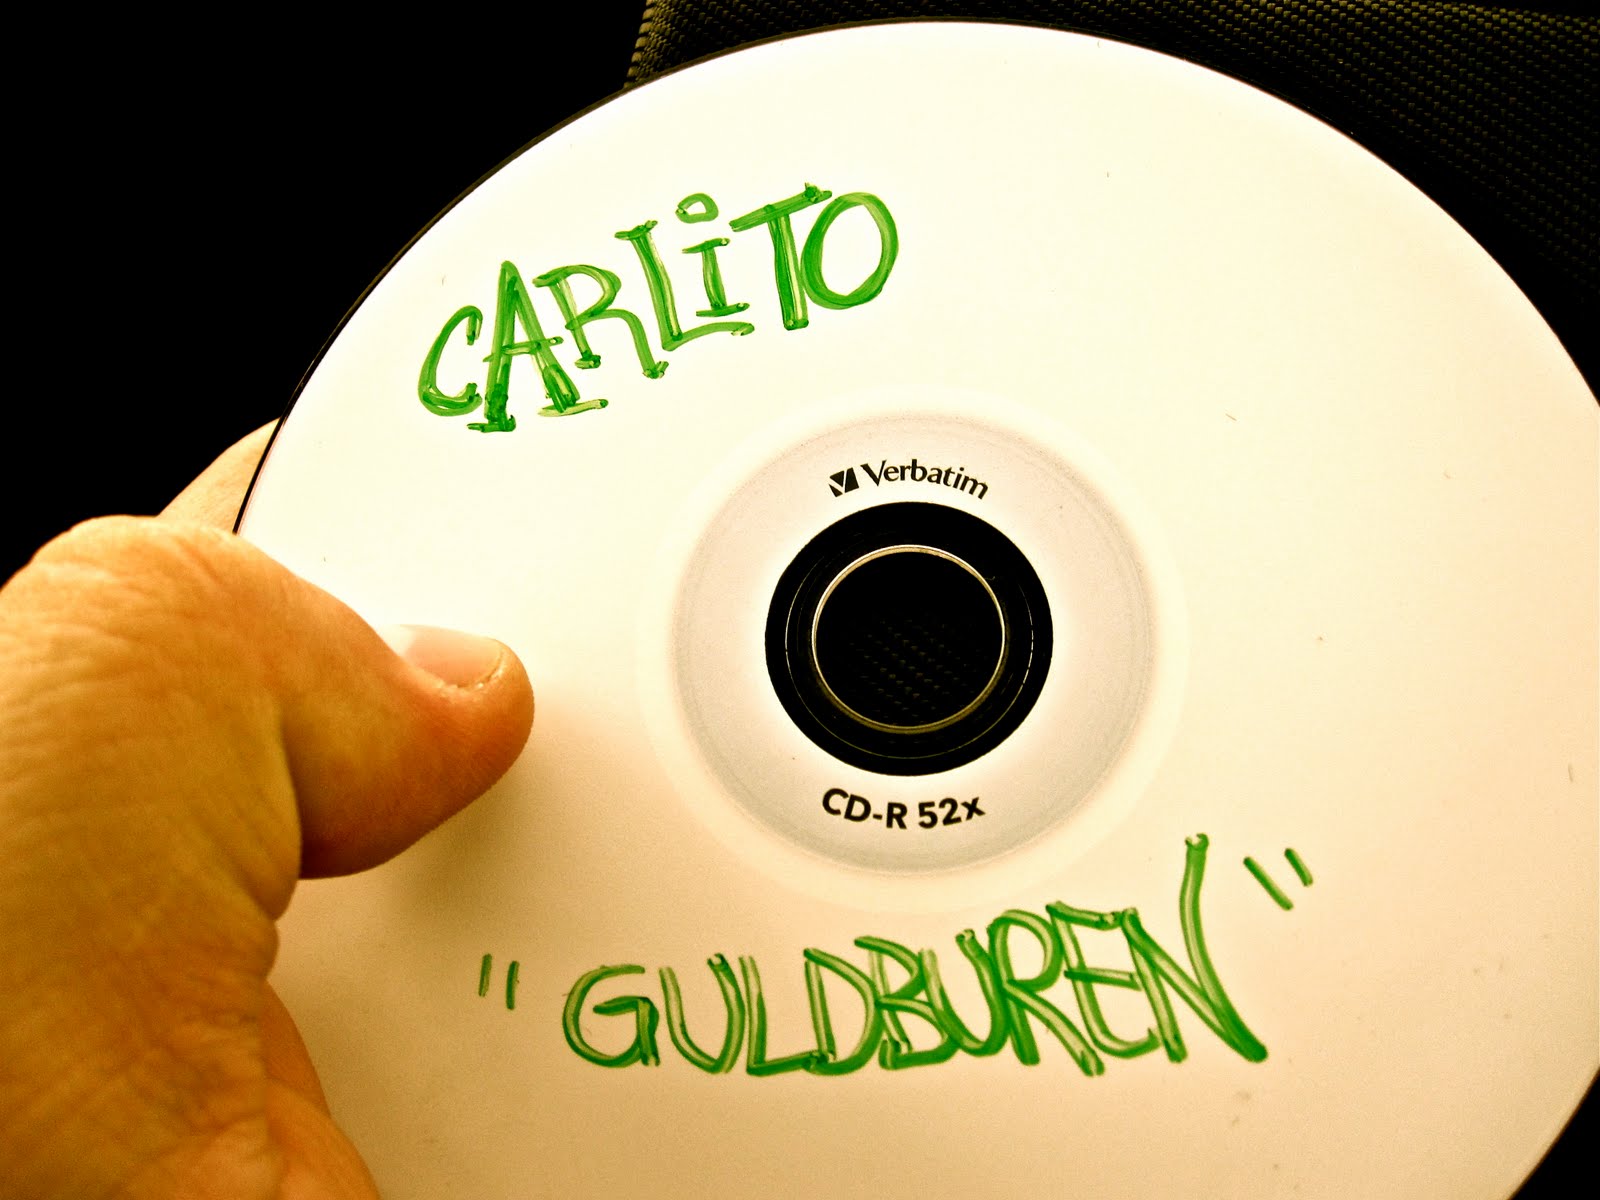 CARLiTO
Verbatim
CD-R 52x
"GULDBUREN"